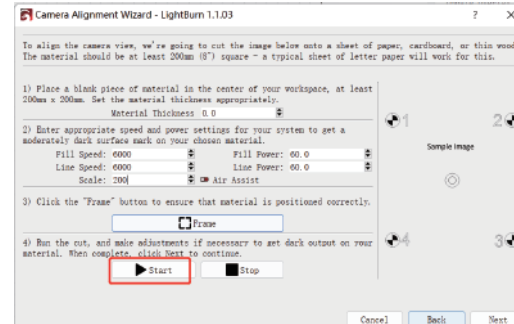 Camera Alignment Wizard - LightBurn 1.1.03
?
To align the camera view, we're going to cut the image below onto a sheet of paper, cardboard, or thin wood
The material should be at least 200mm (8") square - a typical sheet of letter paper will work for this.
1) Place a blank piece of material in the center of your workspace, at least
200mm x 200mm. Set the material thickness appropriately.
Material Thickness 0.0
2) Enter appropriate speed and power settings for your system to get a
moderately dark surface mark on your chosen material.
Fill Speed: 6000 Fill Power: 60.0
Line Speed: 6000 Line Power: 60.0
Scale: 200 Air Assist
3) Click the "Frame" button to ensure that material is positioned correctly.
Frame
4) Run the cut, and make adjustments if necessary to get dark output on your
material. When complete, click Next to continue.
Start Stop
1 2
Sample Image
4 3
Cancel Back Next